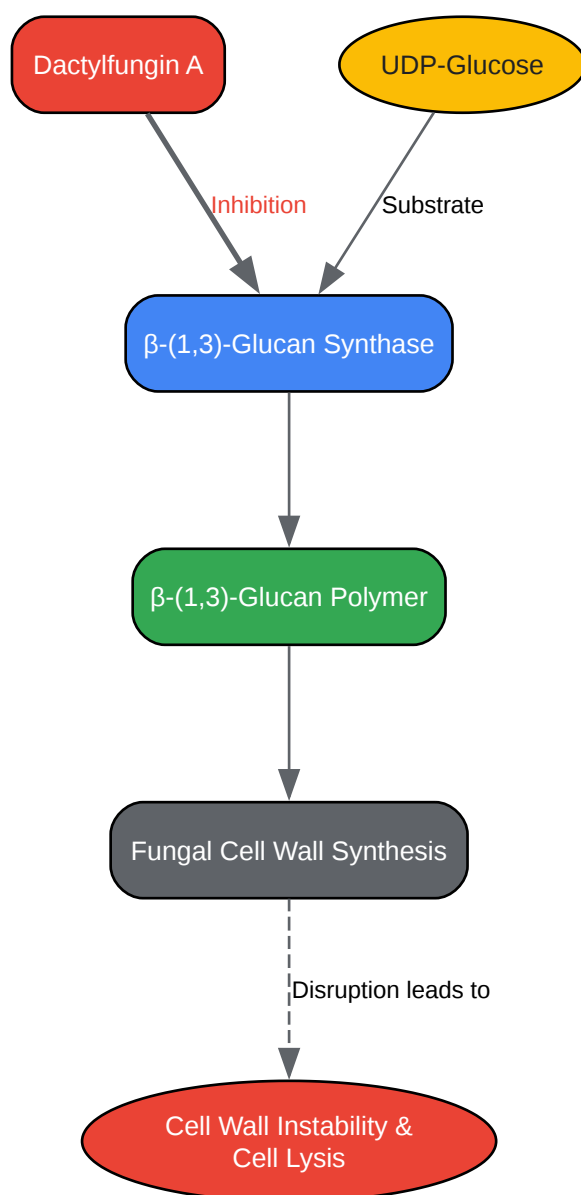 Dactylfungin A
UDP-Glucose
Inhibition
Substrate
β-(1,3)-Glucan Synthase
β-(1,3)-Glucan Polymer
Fungal Cell Wall Synthesis
Disruption leads to
Cell Wall Instability &
Cell Lysis